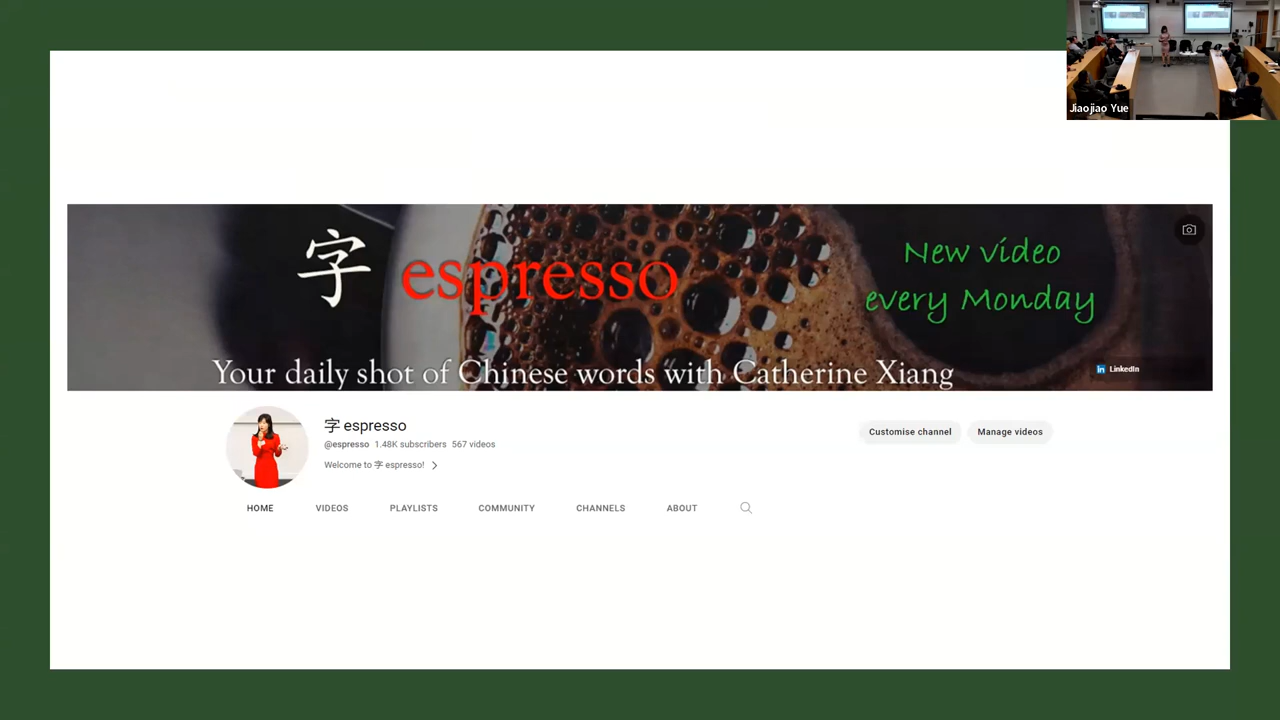 Jiaojiao Yue
字 espresso
New video
every Monday
Your daily shot of Chinese words with Catherine Xiang
in LinkedIn
字 espresso
@espresso 1.48K subscribers 567 videos
Customise channel Manage videos
Welcome to 字 espresso!
HOME VIDEOS PLAYLISTS COMMUNITY CHANNELS ABOUT